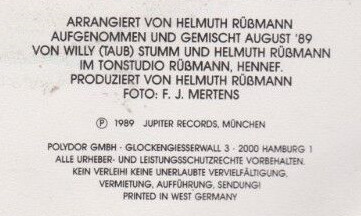 ARRANGIERT VON HELMUTH RÜẞMANN
AUFGENOMMEN UND GEMISCHT AUGUST '89
VON WILLY (TAUB) STUMM UND HELMUTH RÜẞMANN
IM TONSTUDIO RÜẞMANN, HENNEF.
PRODUZIERT VON HELMUTH RÜẞMANN
FOTO: F. J. MERTENS
Ⓟ 1989 JUPITER RECORDS, MÜNCHEN
POLYDOR GMBH · GLOCKENGIESSERWALL 3 · 2000 HAMBURG 1
ALLE URHEBER- UND LEISTUNGSSCHUTZRECHTE VORBEHALTEN.
KEIN VERLEIH! KEINE UNERLAUBTE VERVIELFÄLTIGUNG,
VERMIETUNG, AUFFÜHRUNG, SENDUNG!
PRINTED IN WEST GERMANY